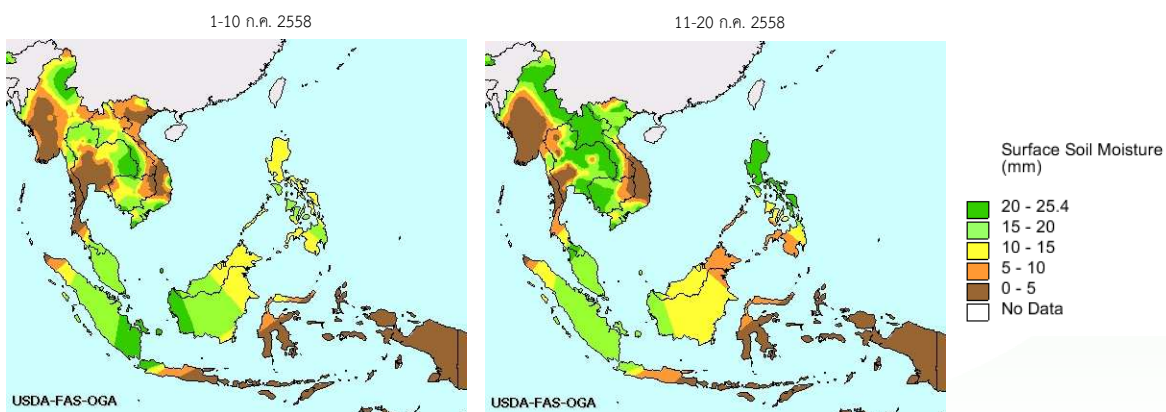 1-10 ก.ค. 2558
11-20 ก.ค. 2558
USDA-FAS-OGA
USDA-FAS-OGA
Surface Soil Moisture
(mm)
20 - 25.4
15 - 20
10 - 15
5 - 10
0 - 5
No Data